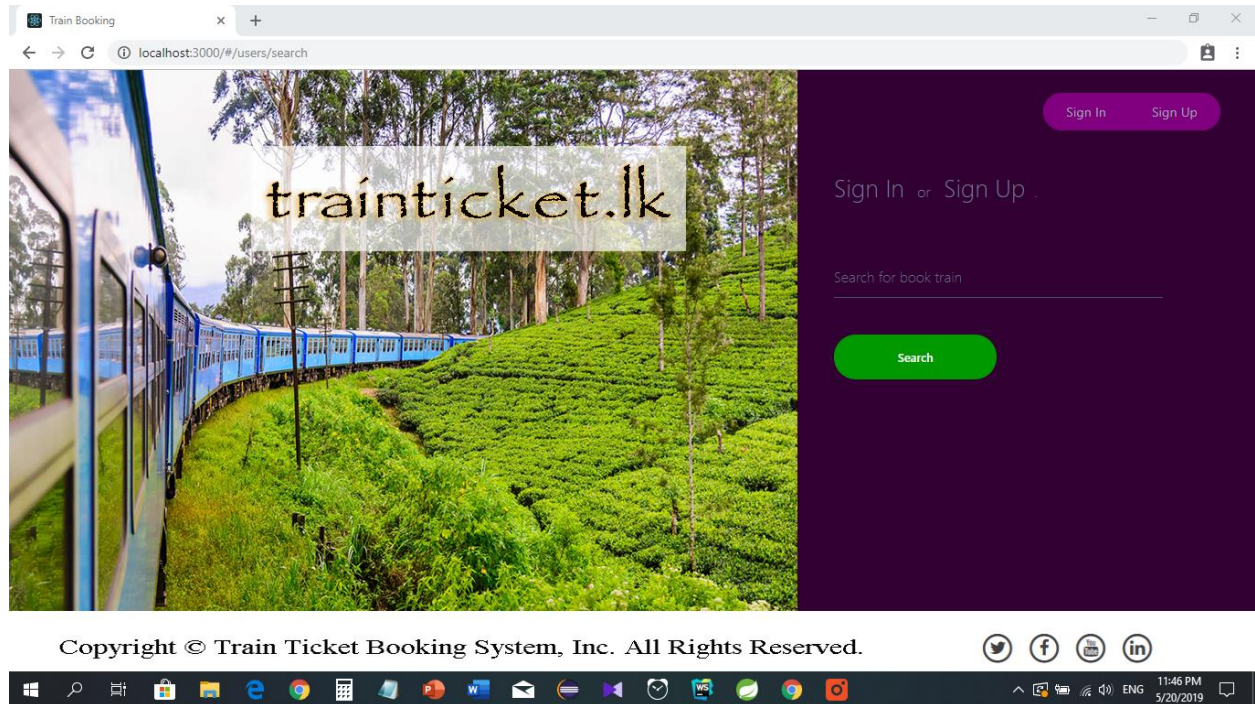 Train Booking
localhost:3000/#/users/search
Sign In Sign Up
trainticket.lk
Sign In or Sign Up .
Search for book train
Search
Copyright © Train Ticket Booking System, Inc. All Rights Reserved.
You Tube
ENG
11:46 PM
5/20/2019